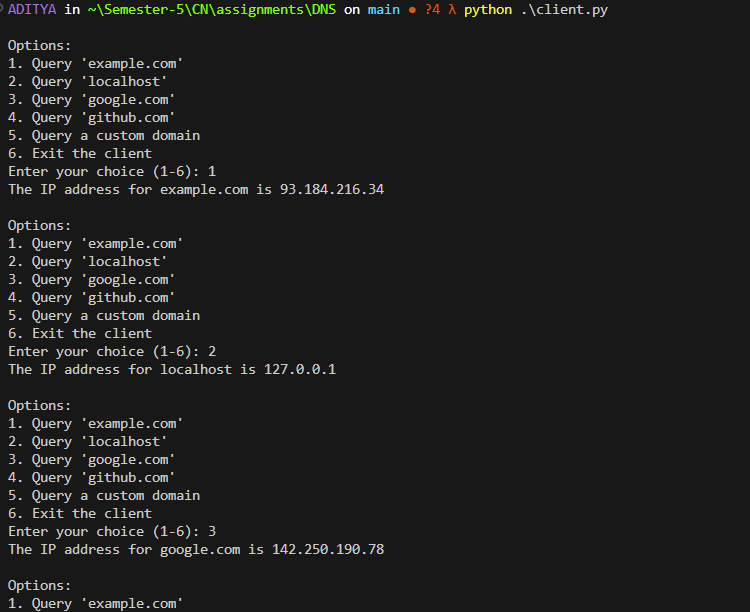 ADITYA in ~\Semester-5\CN\assignments\DNS on main ● ?4 λ python .\client.py
Options:
1. Query 'example.com'
2. Query 'localhost'
3. Query 'google.com'
4. Query 'github.com'
5. Query a custom domain
6. Exit the client
Enter your choice (1-6): 1
The IP address for example.com is 93.184.216.34
Options:
1. Query 'example.com'
2. Query 'localhost'
3. Query 'google.com'
4. Query 'github.com'
5. Query a custom domain
6. Exit the client
Enter your choice (1-6): 2
The IP address for localhost is 127.0.0.1
Options:
1. Query 'example.com'
2. Query 'localhost'
3. Query 'google.com'
4. Query 'github.com'
5. Query a custom domain
6. Exit the client
Enter your choice (1-6): 3
The IP address for google.com is 142.250.190.78
Options:
1. Query 'example.com'